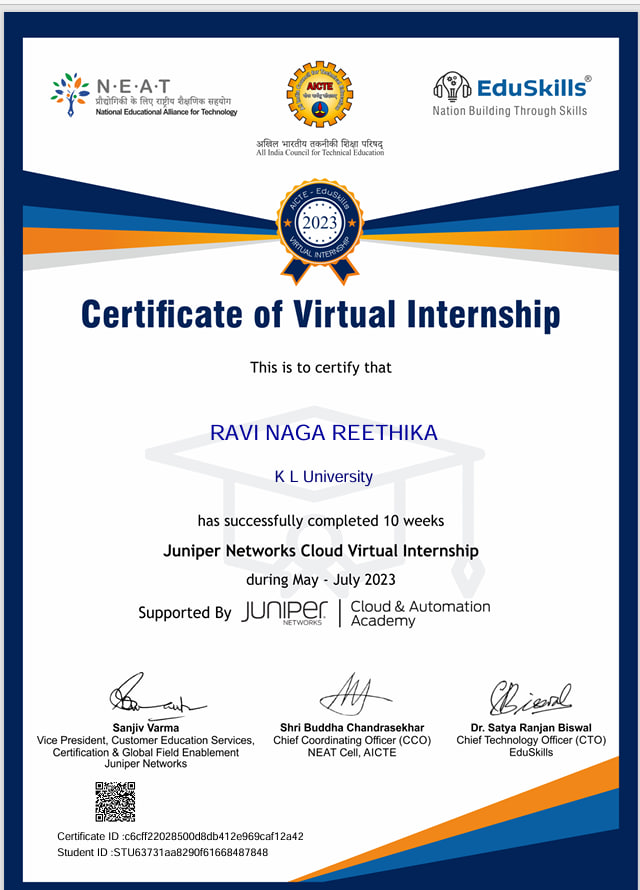 N·E·A·T
प्रौद्योगिकी के लिए राष्ट्रीय शैक्षणिक सहयोग
National Educational Alliance for Technology
AICTE
अखिल भारतीय तकनीकी शिक्षा परिषद्
All India Council for Technical Education
EduSkills®
Nation Building Through Skills
AICTE - EduSkills
2023
VIRTUAL INTERNSHIP
Certificate of Virtual Internship
This is to certify that
RAVI NAGA REETHIKA
K L University
has successfully completed 10 weeks
Juniper Networks Cloud Virtual Internship
during May - July 2023
Supported By JUNIPER NETWORKS | Cloud & Automation Academy
Sanjiv Varma
Vice President, Customer Education Services,
Certification & Global Field Enablement
Juniper Networks
Shri Buddha Chandrasekhar
Chief Coordinating Officer (CCO)
NEAT Cell, AICTE
Dr. Satya Ranjan Biswal
Chief Technology Officer (CTO)
EduSkills
Certificate ID :c6cff22028500d8db412e969caf12a42
Student ID :STU63731aa8290f61668487848